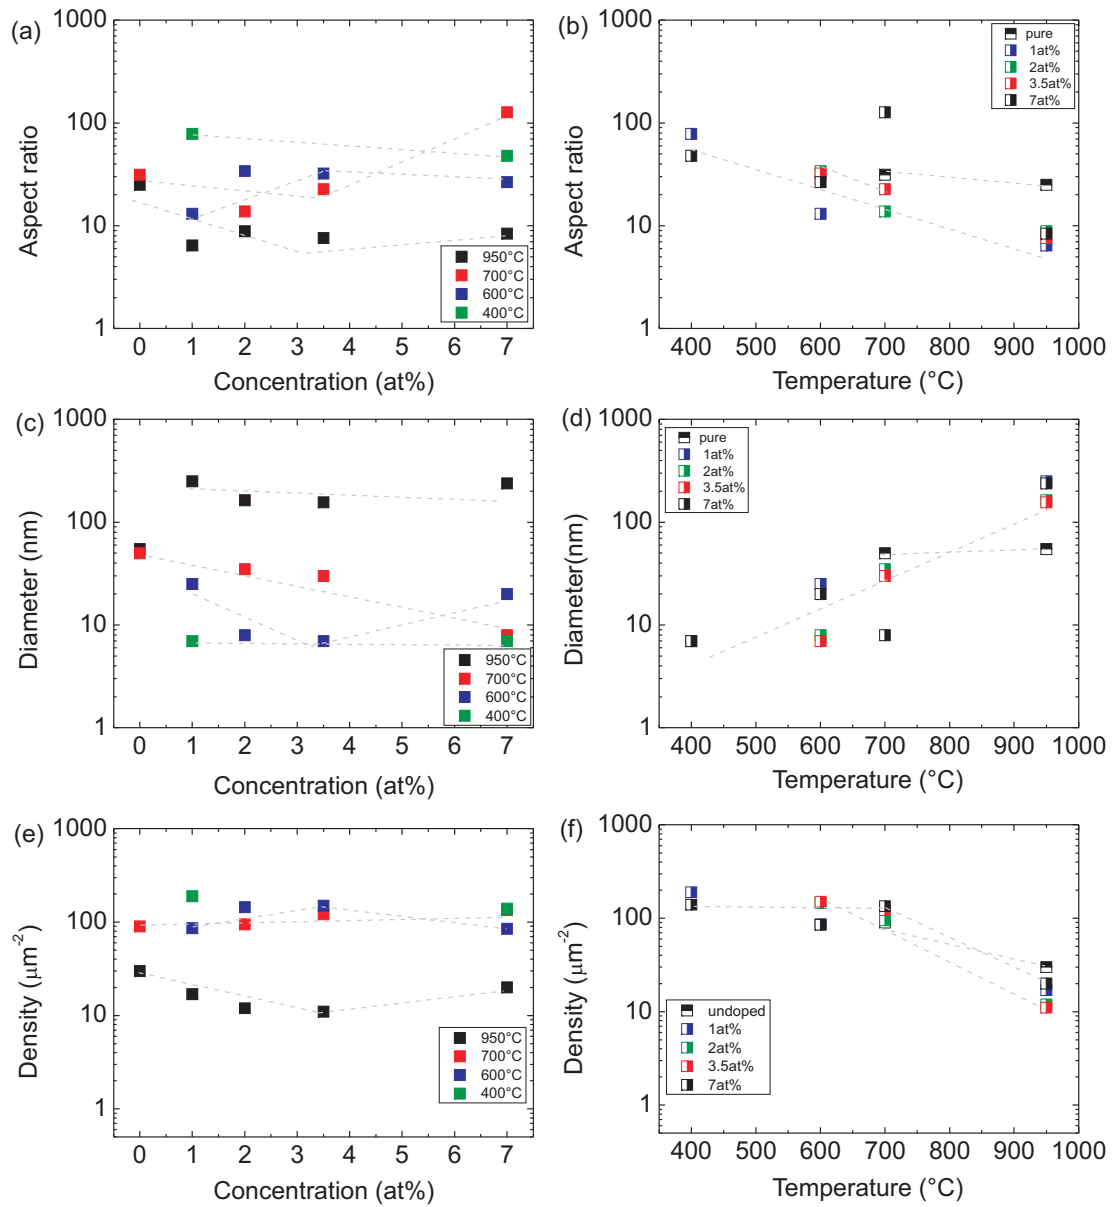 (a)
1000
100
10
1
Aspect ratio
950°C
700°C
600°C
400°C
0 1 2 3 4 5 6 7
Concentration (at%)
(b)
1000
100
10
1
Aspect ratio
pure
1at%
2at%
3.5at%
7at%
400 500 600 700 800 900 1000
Temperature (°C)
(c)
1000
100
10
1
Diameter (nm)
950°C
700°C
600°C
400°C
0 1 2 3 4 5 6 7
Concentration (at%)
(d)
1000
100
10
1
Diameter(nm)
pure
1at%
2at%
3.5at%
7at%
400 500 600 700 800 900 1000
Temperature (°C)
(e)
1000
100
10
1
Density (μm⁻²)
950°C
700°C
600°C
400°C
0 1 2 3 4 5 6 7
Concentration (at%)
(f)
1000
100
10
1
Density (μm⁻²)
undoped
1at%
2at%
3.5at%
7at%
400 500 600 700 800 900 1000
Temperature (°C)